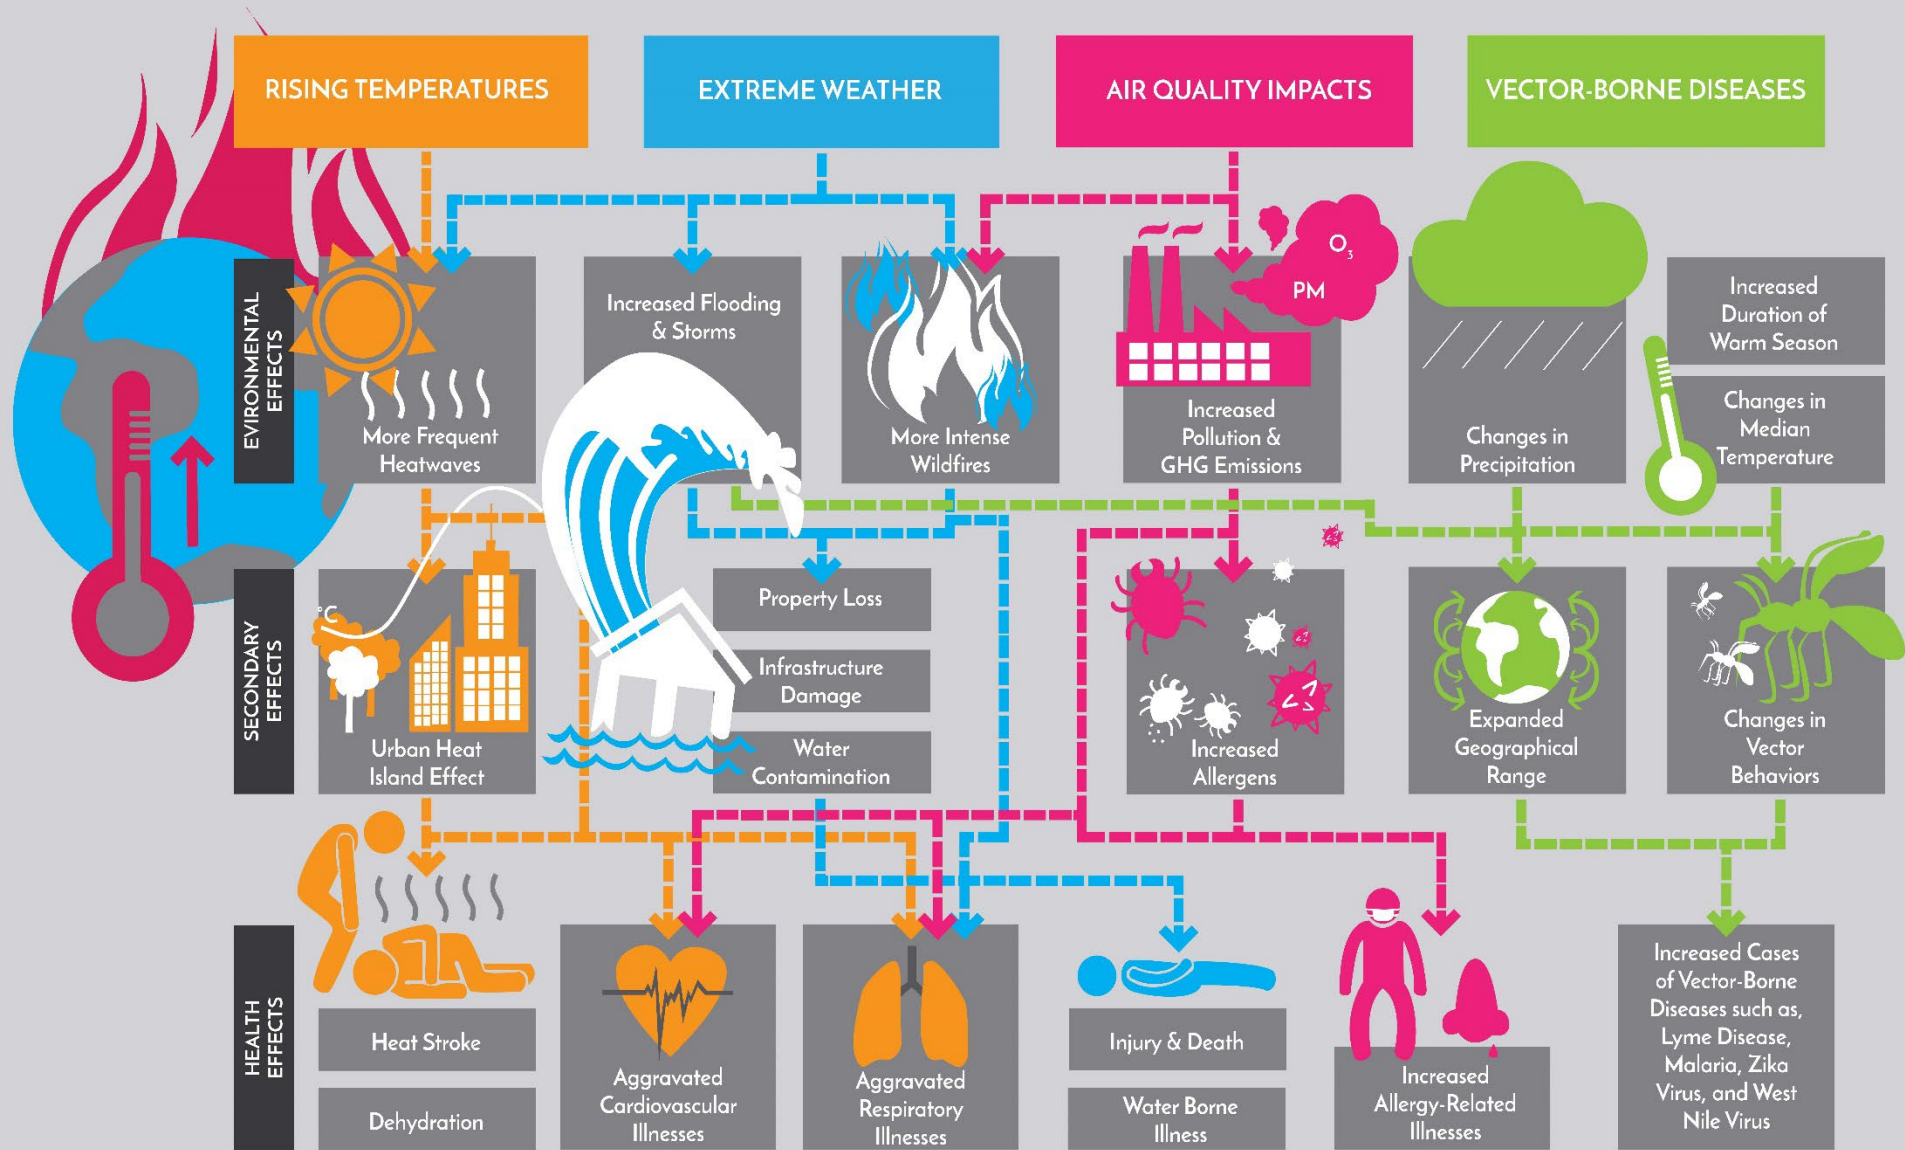 RISING TEMPERATURES
EXTREME WEATHER
AIR QUALITY IMPACTS
VECTOR-BORNE DISEASES
EVIRONMENTAL
EFFECTS
More Frequent
Heatwaves
Increased Flooding
& Storms
More Intense
Wildfires
O3
PM
Increased
Pollution &
GHG Emissions
Changes in
Precipitation
Increased
Duration of
Warm Season
Changes in
Median
Temperature
SECONDARY
EFFECTS
°C
Urban Heat
Island Effect
Property Loss
Infrastructure
Damage
Water
Contamination
Increased
Allergens
Expanded
Geographical
Range
Changes in
Vector
Behaviors
HEALTH
EFFECTS
Heat Stroke
Dehydration
Aggravated
Cardiovascular
Illnesses
Aggravated
Respiratory
Illnesses
Injury & Death
Water Borne
Illness
Increased
Allergy-Related
Illnesses
Increased Cases
of Vector-Borne
Diseases such as,
Lyme Disease,
Malaria, Zika
Virus, and West
Nile Virus